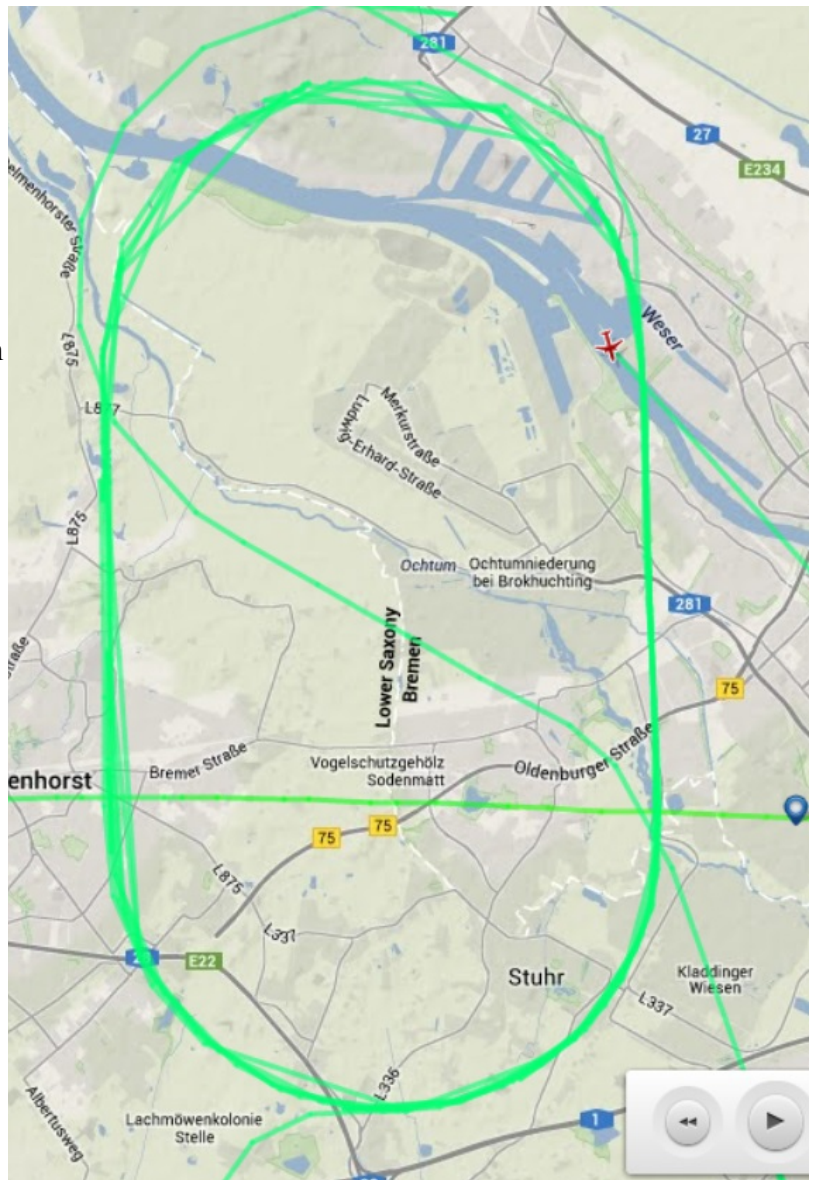 281
27
E234
elmenhorster Straße
Weser
L875
L877
Merkurstraße
Ludwig-Erhard-Straße
L875
Ochtum
Ochtumniederung
bei Brokhuchting
281
raße
Lower Saxony
Bremen
75
Bremer Straße
Vogelschutzgehölz
Sodenmatt
Oldenburger Straße
enhorst
75
75
L875
L337
E22
Stuhr
Kladdinger
Wiesen
L337
L336
Albertusweg
Lachmöwenkolonie
Stelle
1